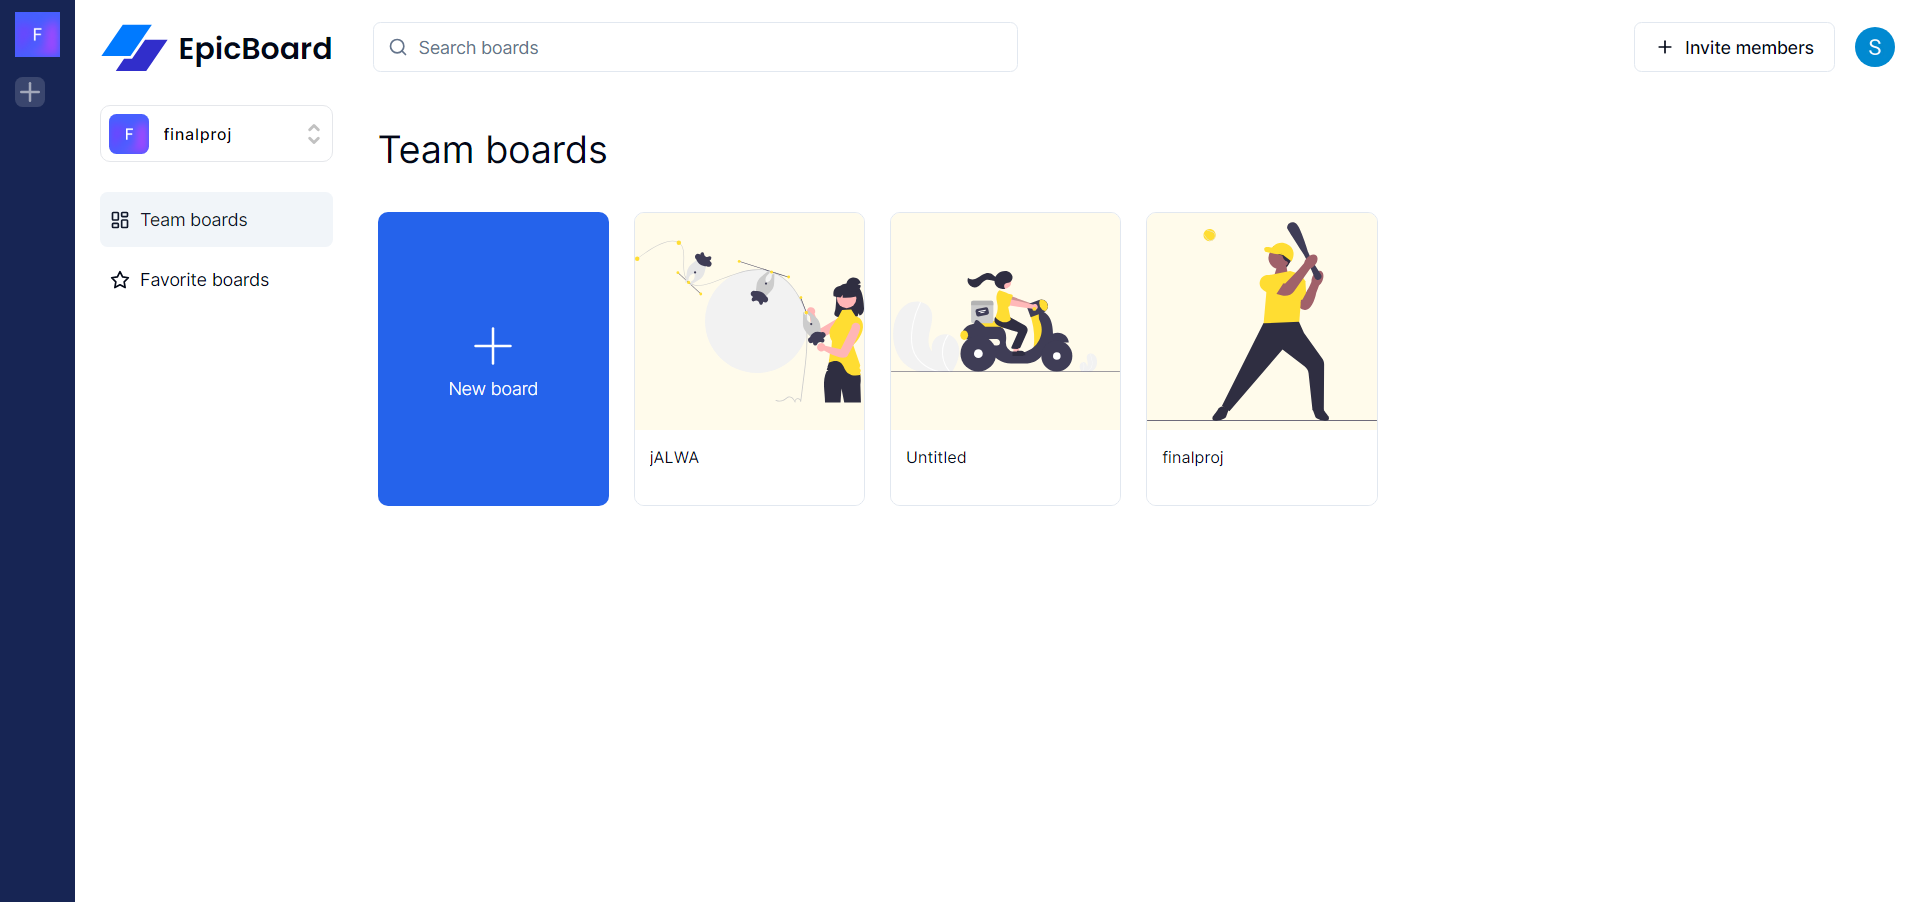 F
EpicBoard
Search boards
Invite members
S
F
finalproj
Team boards
Favorite boards
Team boards
New board
jALWA
Untitled
finalproj